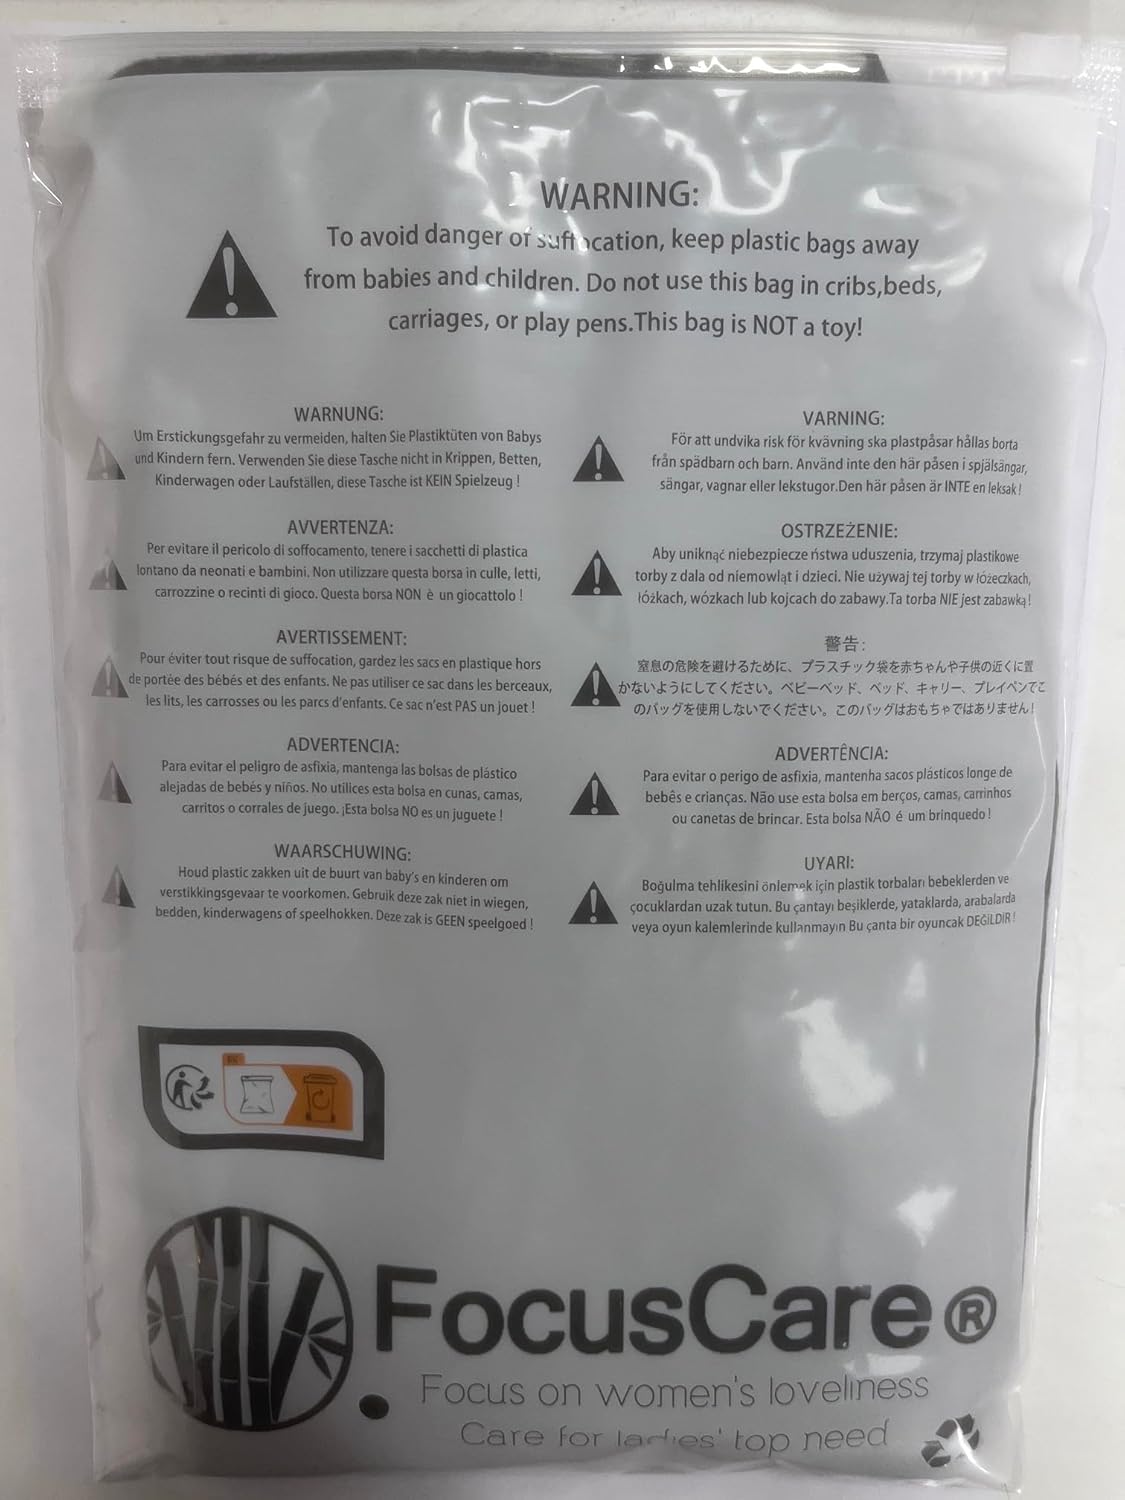 WARNING:
To avoid danger of suffocation, keep plastic bags away
from babies and children. Do not use this bag in cribs,beds,
carriages, or play pens.This bag is NOT a toy!
WARNUNG:
Um Erstickungsgefahr zu vermeiden, halten Sie Plastiktüten von Babys
und Kindern fern. Verwenden Sie diese Tasche nicht in Krippen, Betten,
Kinderwagen oder Laufställen, diese Tasche ist KEIN Spielzeug !
AVVERTENZA:
Per evitare il pericolo di soffocamento, tenere i sacchetti di plastica
lontano da neonati e bambini. Non utilizzare questa borsa in culle, letti,
carrozzine o recinti di gioco. Questa borsa NON è un giocattolo !
AVERTISSEMENT:
Pour éviter tout risque de suffocation, gardez les sacs en plastique hors
de portée des bébés et des enfants. Ne pas utiliser ce sac dans les berceaux,
les lits, les carrosses ou les parcs d'enfants. Ce sac n'est PAS un jouet !
ADVERTENCIA:
Para evitar el peligro de asfixia, mantenga las bolsas de plástico
alejadas de bebés y niños. No utilices esta bolsa en cunas, camas,
carritos o corrales de juego. ¡Esta bolsa NO es un juguete !
WAARSCHUWING:
Houd plastic zakken uit de buurt van baby's en kinderen om
verstikkingsgevaar te voorkomen. Gebruik deze zak niet in wiegen,
bedden, kinderwagens of speelhokken. Deze zak is GEEN speelgoed !
VARNING:
För att undvika risk för kvävning ska plastpåsar hållas borta
från spädbarn och barn. Använd inte den här påsen i spjälsängar,
sängar, vagnar eller lekstugor.Den här påsen är INTE en leksak !
OSTRZEŻENIE:
Aby uniknąć niebezpiecze ństwa uduszenia, trzymaj plastikowe
torby z dala od niemowląt i dzieci. Nie używaj tej torby w łóżeczkach,
łóżkach, wózkach lub kojcach do zabawy.Ta torba NIE jest zabawką !
警告:
窒息の危険を避けるために、プラスチック袋を赤ちゃんや子供の近くに置
かないようにしてください。ベビーベッド、ベッド、キャリー、プレイペンでこ
のバッグを使用しないでください。このバッグはおもちゃではありません!
ADVERTÊNCIA:
Para evitar o perigo de asfixia, mantenha sacos plásticos longe de
bebês e crianças. Não use esta bolsa em berços, camas, carrinhos
ou canetas de brincar. Esta bolsa NÃO é um brinquedo !
UYARI:
Boğulma tehlikesini önlemek için plastik torbaları bebeklerden ve
çocuklardan uzak tutun. Bu çantayı beşiklerde, yataklarda, arabalarda
veya oyun kalemlerinde kullanmayın Bu çanta bir oyuncak DEĞİLDİR !
FocusCare®
Focus on women's loveliness
Care for ladies' top need